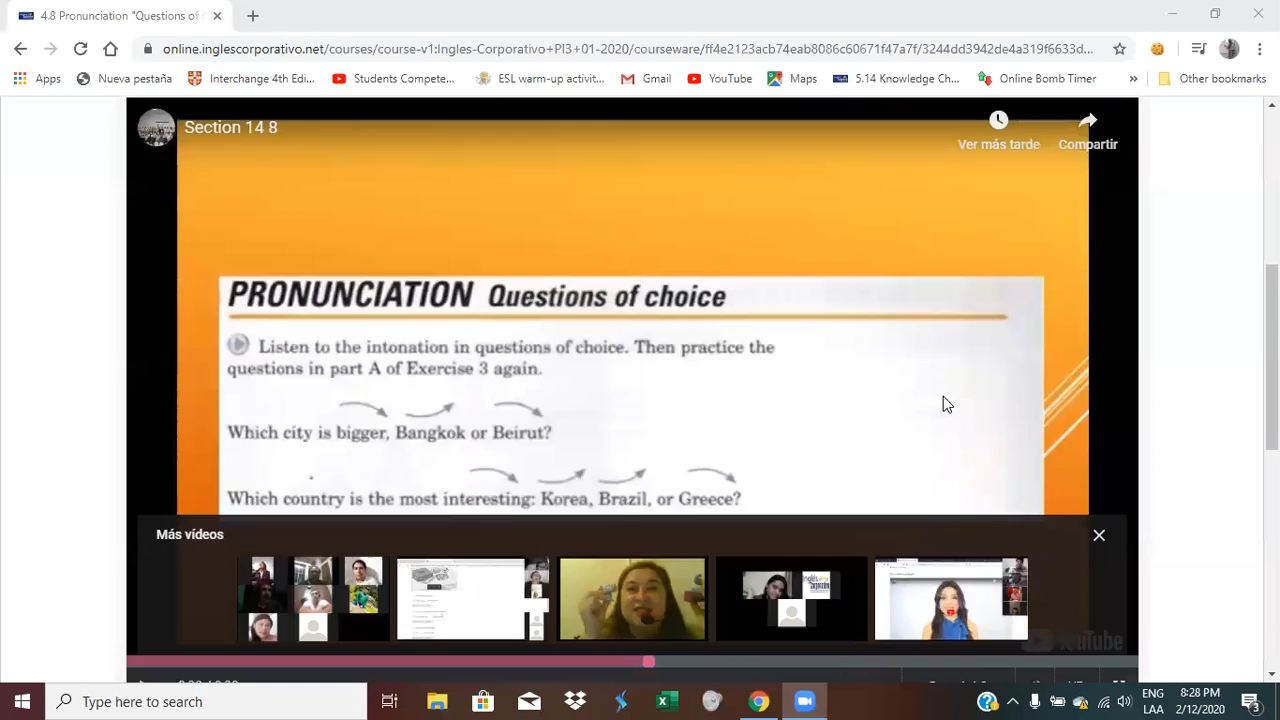 4.8 Pronunciation "Questions of
online.inglescorporativo.net/courses/course-v1:Ingles-Corporativo+PI3+01-2020/courseware/ff4e2123acb74eab8086c60671f47a7f/3244dd3942de4a319f6633d...
Apps Nueva pestaña Interchange 4th Edi... Students Compete... ESL warm-up activit... Gmail YouTube Maps 5.14 Knowledge Ch... Online Bomb Timer » Other bookmarks
Section 14 8
Ver más tarde Compartir
PRONUNCIATION Questions of choice
Listen to the intonation in questions of choice. Then practice the
questions in part A of Exercise 3 again.
Which city is bigger, Bangkok or Beirut?
Which country is the most interesting: Korea, Brazil, or Greece?
Más vídeos
YouTube
Type here to search
ENG 8:28 PM
LAA 2/12/2020
3